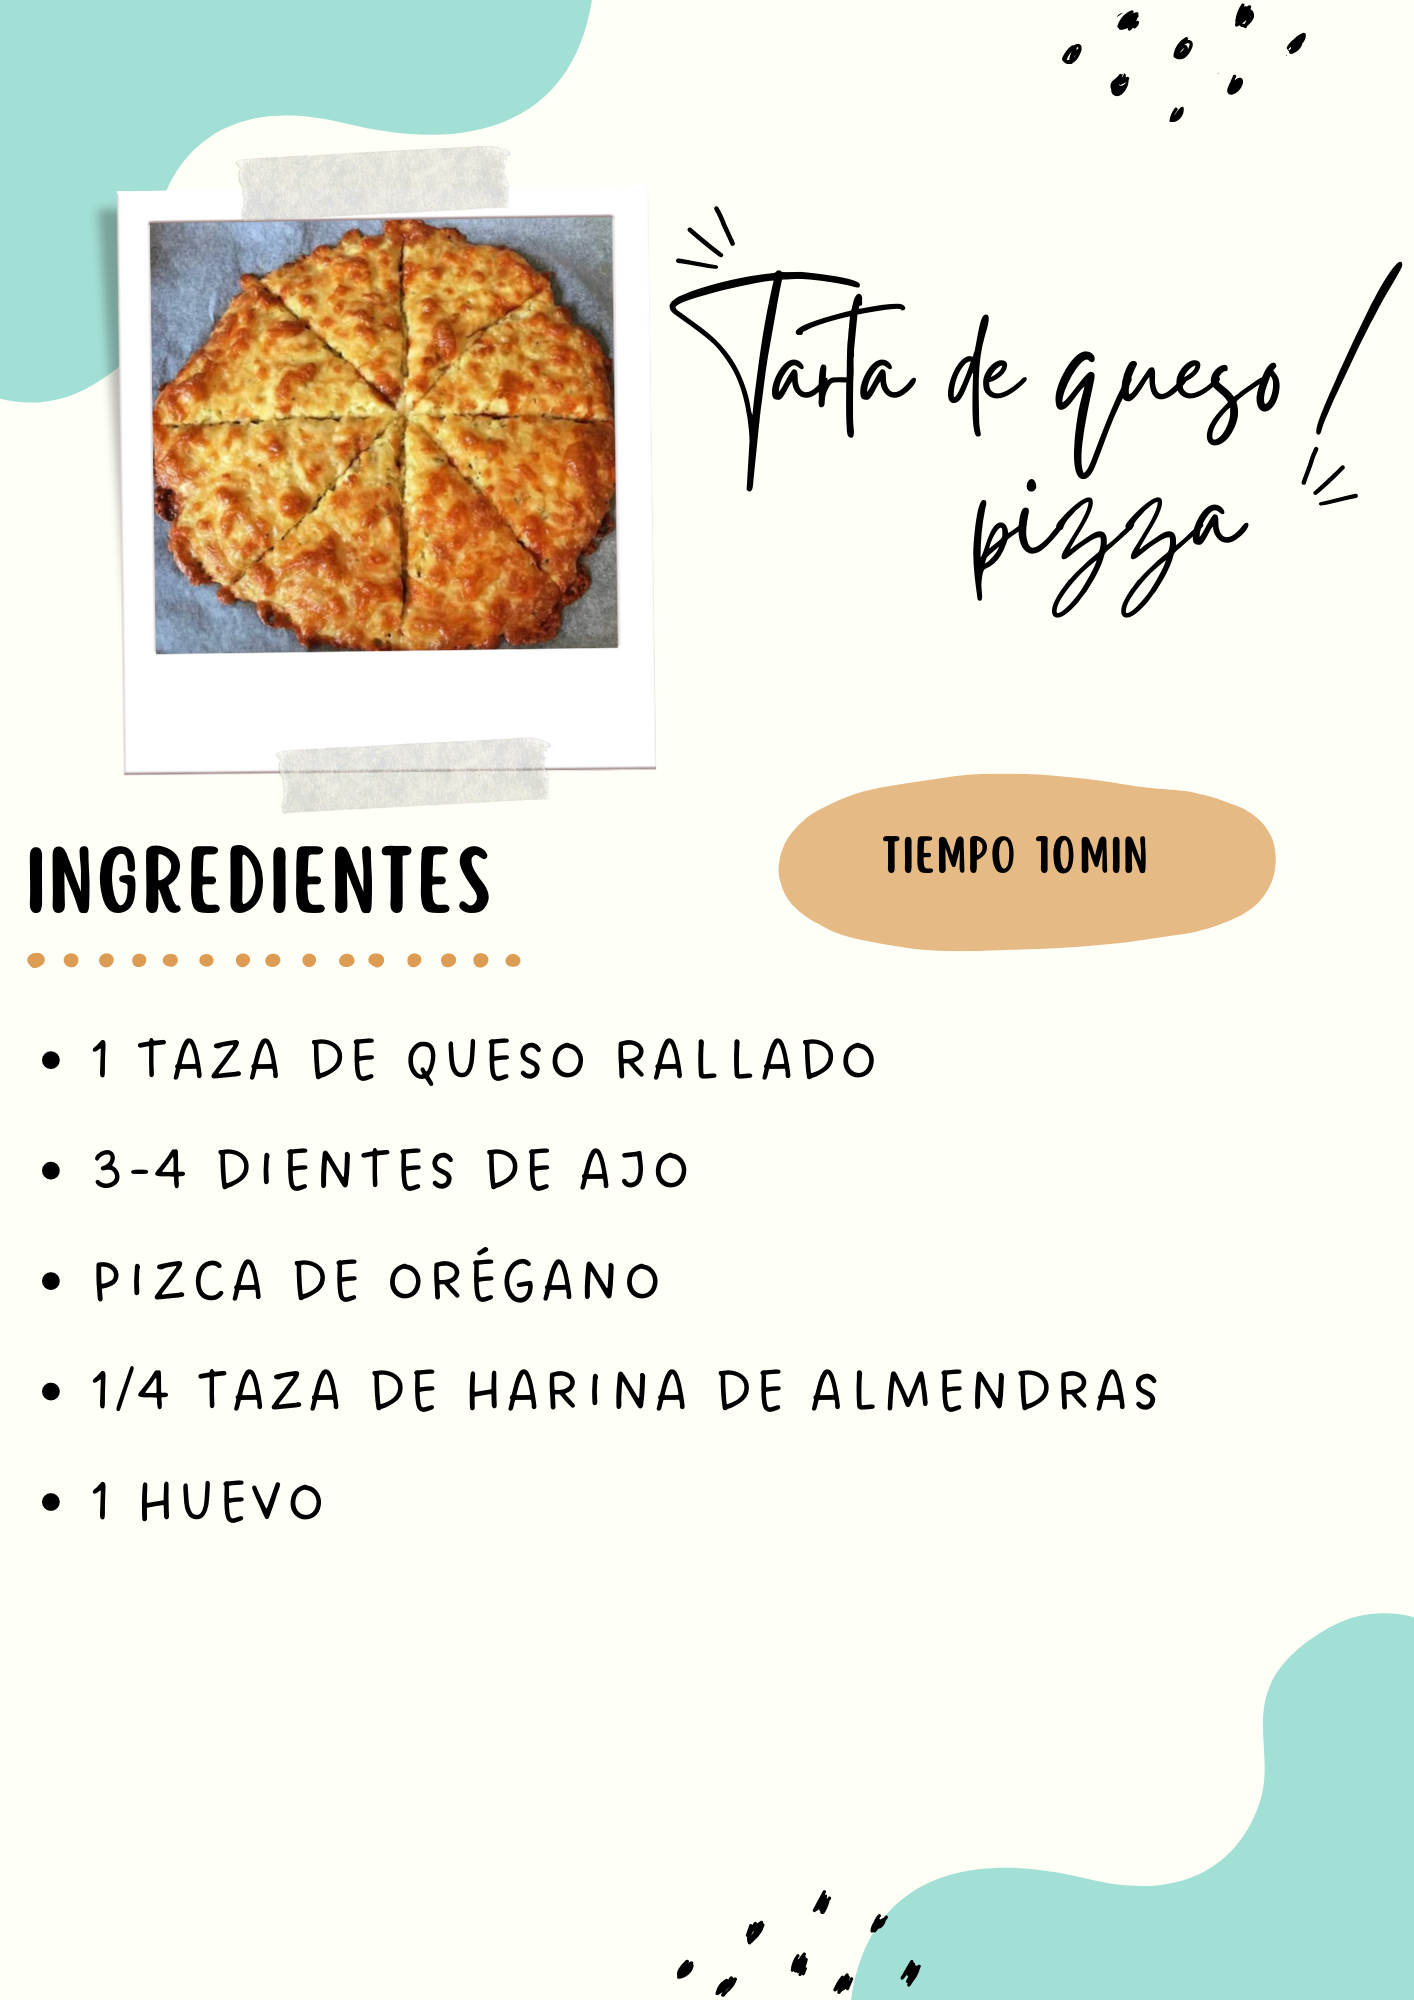 Tarta de queso /
pizza
TIEMPO 10MIN
INGREDIENTES
• 1 TAZA DE QUESO RALLADO
• 3-4 DIENTES DE AJO
• PIZCA DE ORÉGANO
• 1/4 TAZA DE HARINA DE ALMENDRAS
• 1 HUEVO